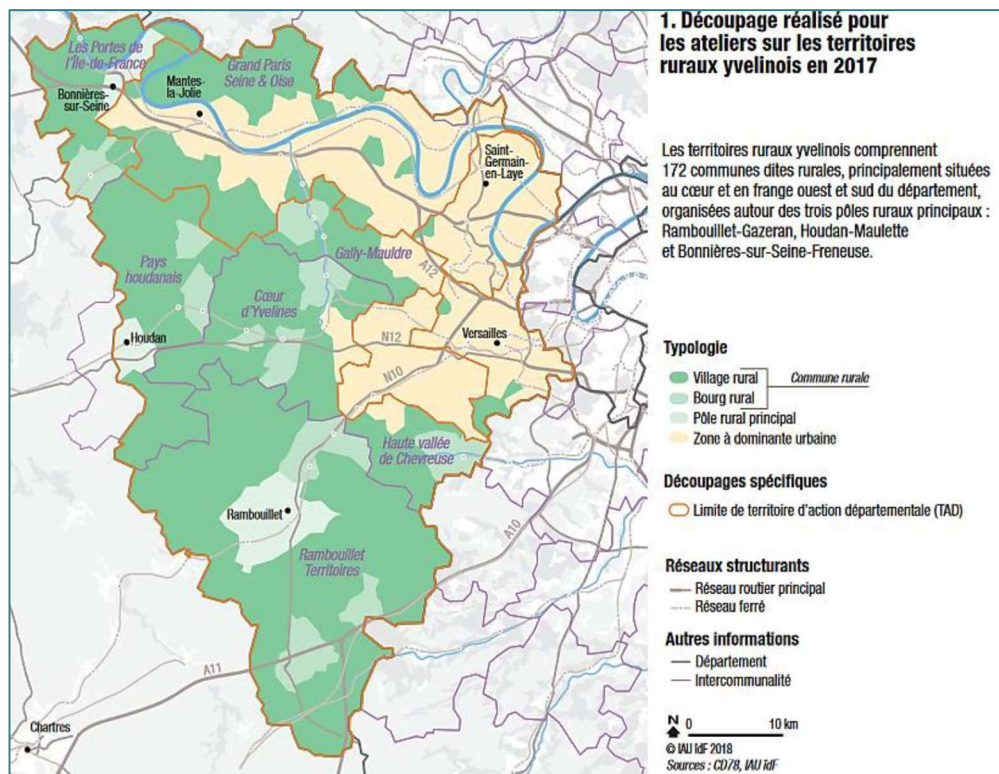 1. Découpage réalisé pour
les ateliers sur les territoires
ruraux yvelinois en 2017
Les territoires ruraux yvelinois comprennent
172 communes dites rurales, principalement situées
au cœur et en frange ouest et sud du département,
organisées autour des trois pôles ruraux principaux :
Rambouillet-Gazeran, Houdan-Maulette
et Bonnières-sur-Seine-Freneuse.
Typologie
Village rural
Bourg rural
Commune rurale
Pôle rural principal
Zone à dominante urbaine
Découpages spécifiques
Limite de territoire d'action départementale (TAD)
Réseaux structurants
Réseau routier principal
Réseau ferré
Autres informations
Département
Intercommunalité
N 0 10 km
© IAU îdF 2018
Sources : CD78, IAU îdF
Les Portes de
l'Île-de-France
Grand Paris
Seine & Oise
Bonnières-
sur-Seine
Mantes-
la-Jolie
Saint-
Germain-
en-Laye
Gally-Mauldre
A12
Pays
houdanais
Cœur
d'Yvelines
Houdan
N12
Versailles
N10
Haute vallée
de Chevreuse
Rambouillet
A10
Rambouillet
Territoires
A11
Chartres